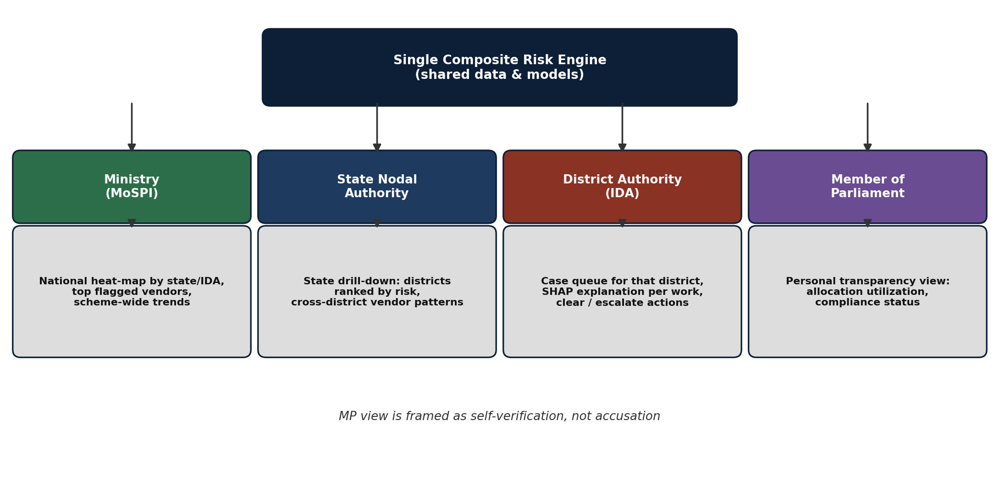 Single Composite Risk Engine
(shared data & models)
Ministry
(MoSPI)
State Nodal
Authority
District Authority
(IDA)
Member of
Parliament
National heat-map by state/IDA,
top flagged vendors,
scheme-wide trends
State drill-down: districts
ranked by risk,
cross-district vendor patterns
Case queue for that district,
SHAP explanation per work,
clear / escalate actions
Personal transparency view:
allocation utilization,
compliance status
MP view is framed as self-verification, not accusation